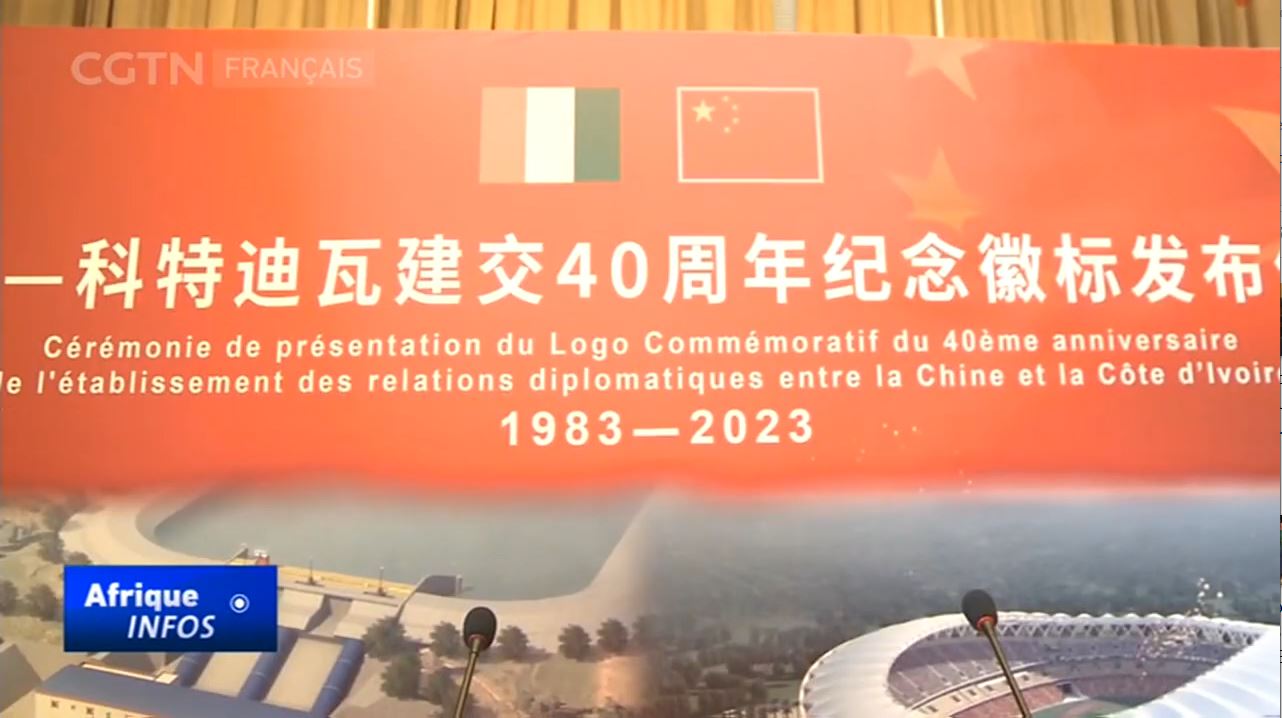 CGTN FRANÇAIS
—科特迪瓦建交40周年纪念徽标发布
Cérémonie de présentation du Logo Commémoratif du 40ème anniversaire
le l'établissement des relations diplomatiques entre la Chine et la Côte d'Ivoire
1983—2023
Afrique
INFOS